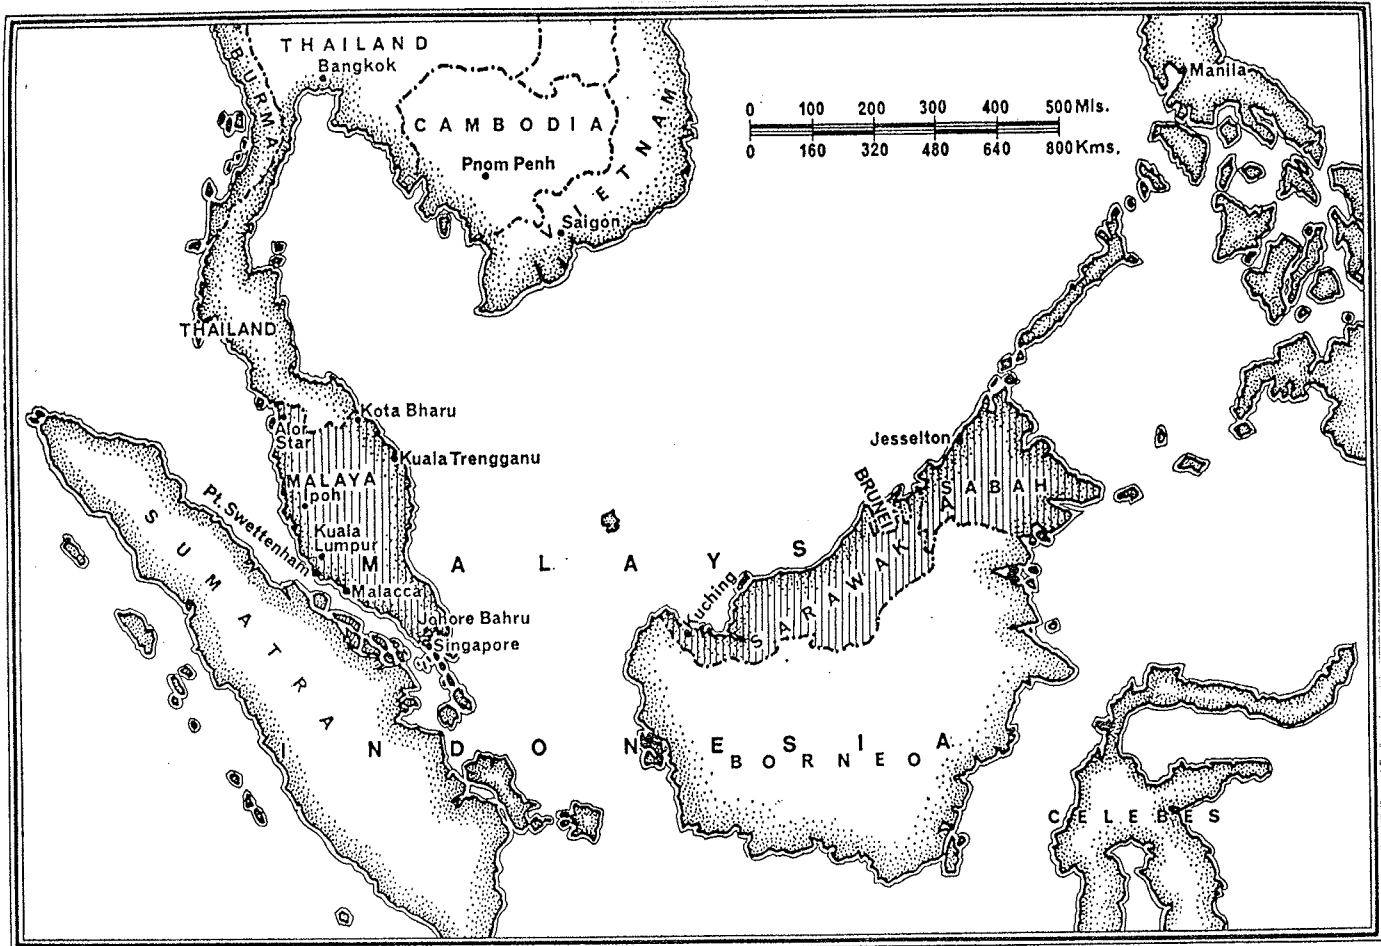 THAILAND
Bangkok
BURMA
CAMBODIA
Pnom Penh
VIETNAM
Saigon
0 100 200 300 400 500 Mls.
0 160 320 480 640 800 Kms.
Manila
THAILAND
Kota Bharu
Alor
Star
Kuala Trengganu
MALAYA
Ipoh
Pt. Swettenham
Kuala
Lumpur
Malacca
Johore Bahru
Singapore
MALAYSIA
Jesselton
SABAH
BRUNEI
SARAWAK
Kuching
SUMATRA
INDONESIA
BORNEO
CELEBES